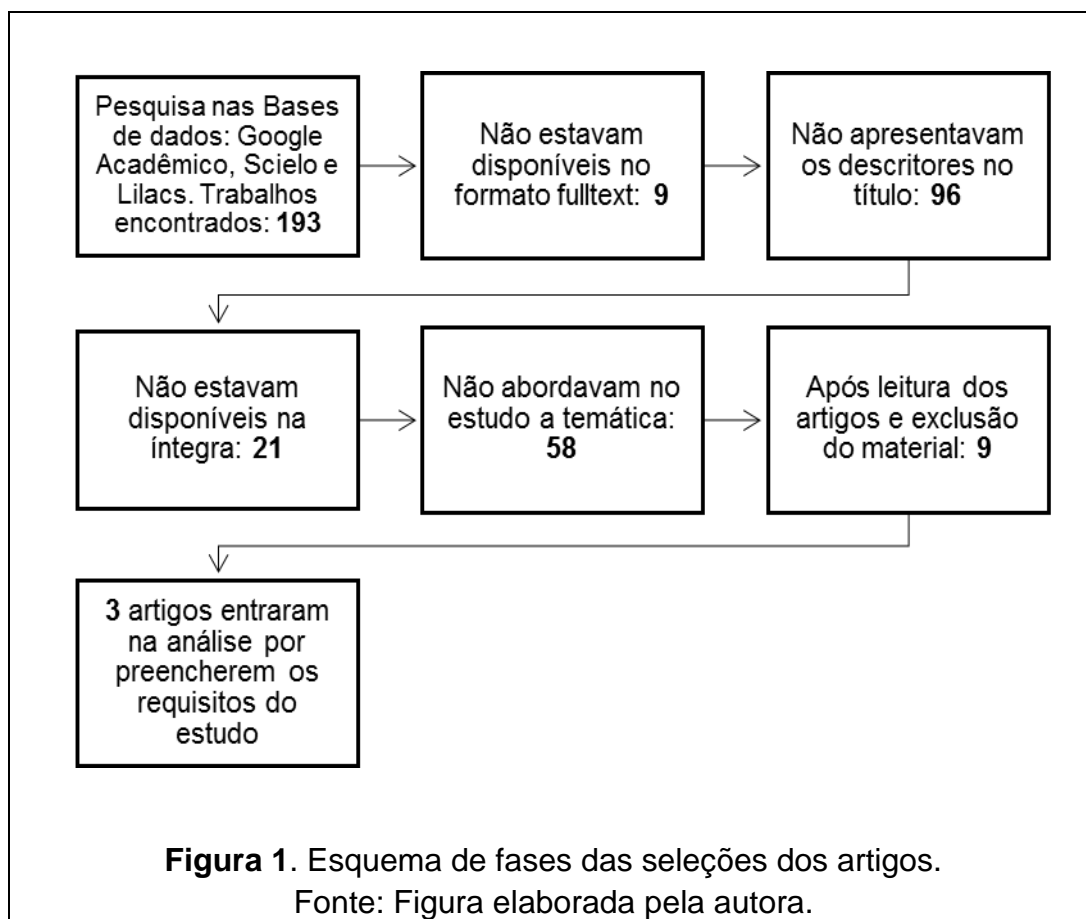 Pesquisa nas Bases
de dados: Google
Acadêmico, Scielo e
Lilacs. Trabalhos
encontrados: 193
Não estavam
disponíveis no
formato fulltext: 9
Não apresentavam
os descritores no
título: 96
Não estavam
disponíveis na
íntegra: 21
Não abordavam no
estudo a temática:
58
Após leitura dos
artigos e exclusão
do material: 9
3 artigos entraram
na análise por
preencherem os
requisitos do
estudo
Figura 1. Esquema de fases das seleções dos artigos.
Fonte: Figura elaborada pela autora.